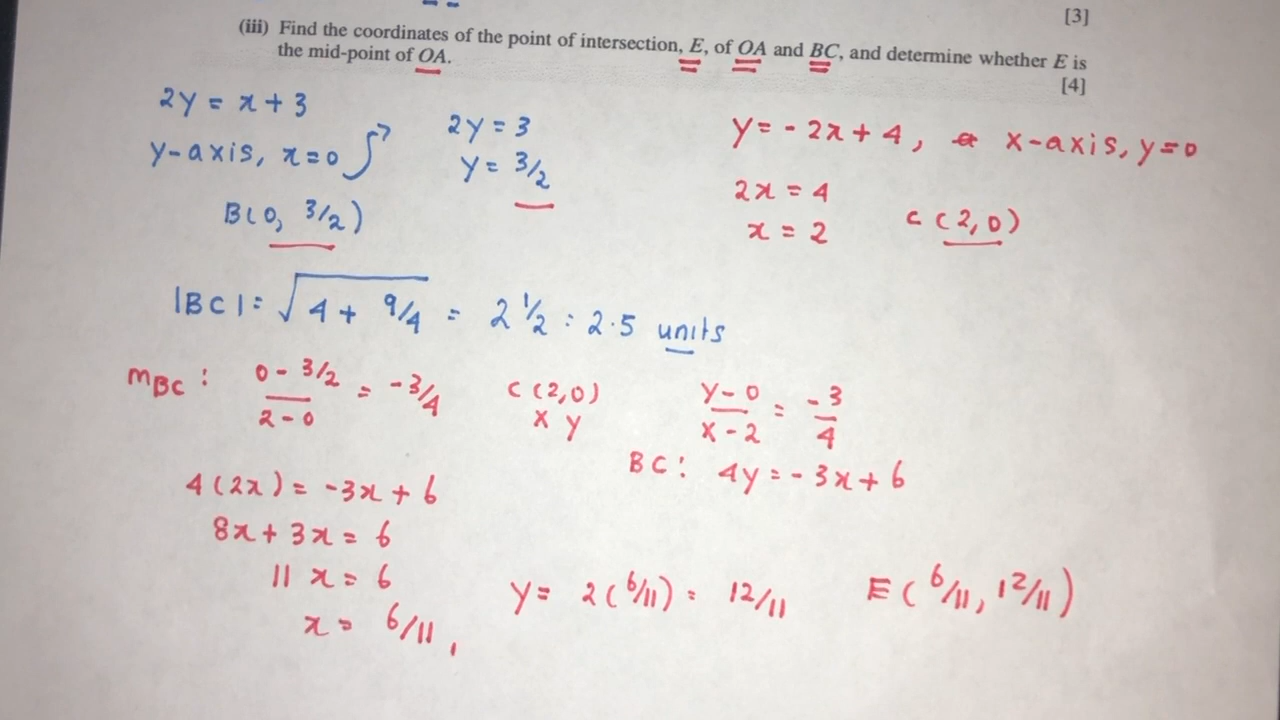 [3]
(iii) Find the coordinates of the point of intersection, E, of OA and BC, and determine whether E is
the mid-point of OA.
[4]
2y = x + 3
y-axis, x=0
2y = 3
y = 3/2
B(0, 3/2)
y = -2x + 4, x-axis, y=0
2x = 4
x = 2
C (2,0)
|BC| = √4 + 9/4 = 2 1/2 = 2.5 units
mBC : 0 - 3/2 / 2 - 0 = -3/4
C (2,0)
x y
y - 0 / x - 2 = -3 / 4
BC : 4y = -3x + 6
4(2x) = -3x + 6
8x + 3x = 6
11 x = 6
x = 6/11,
y = 2(6/11) = 12/11
E (6/11, 12/11)